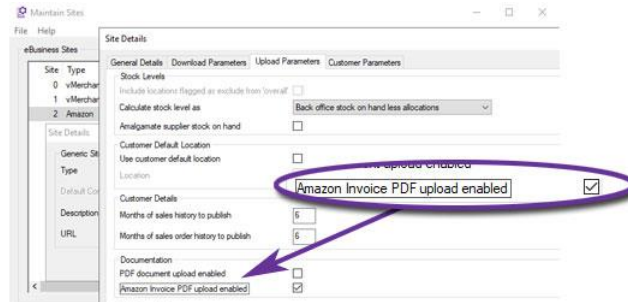 Maintain Sites
File Help
eBusiness Sites
Site Type
0 vMerchar
1 vMerchar
2 Amazon
Site Details
Generic Sit
Type
Default Cor
Description
URL
Site Details
General Details Download Parameters Upload Parameters Customer Parameters
Stock Levels
Include locations flagged as exclude from 'overall'
Calculate stock level as Back office stock on hand less allocations
Amalgamate supplier stock on hand
Customer Default Location
Use customer default location
Location
Customer Details
Months of sales history to publish 6
Months of sales order history to publish 6
Documentation
PDF document upload enabled
Amazon Invoice PDF upload enabled
upload enabled
Amazon Invoice PDF upload enabled